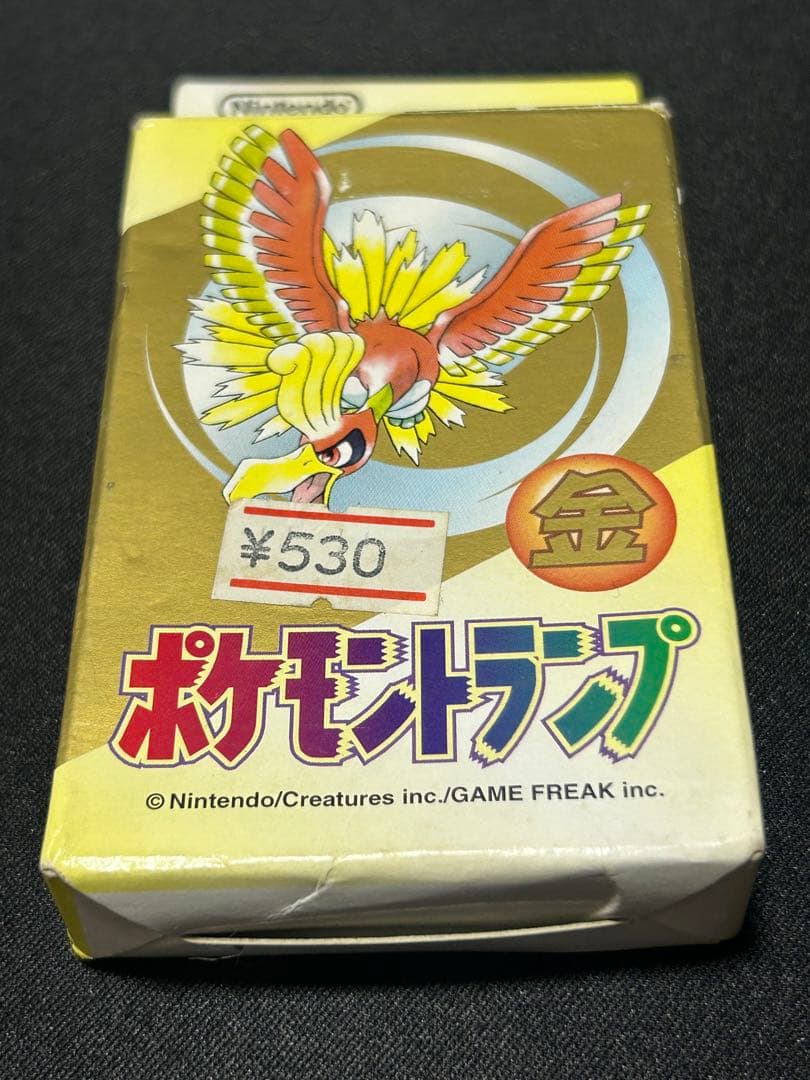 Nintendo
¥530
金
ポケモントランプ
©Nintendo/Creatures inc./GAME FREAK inc.